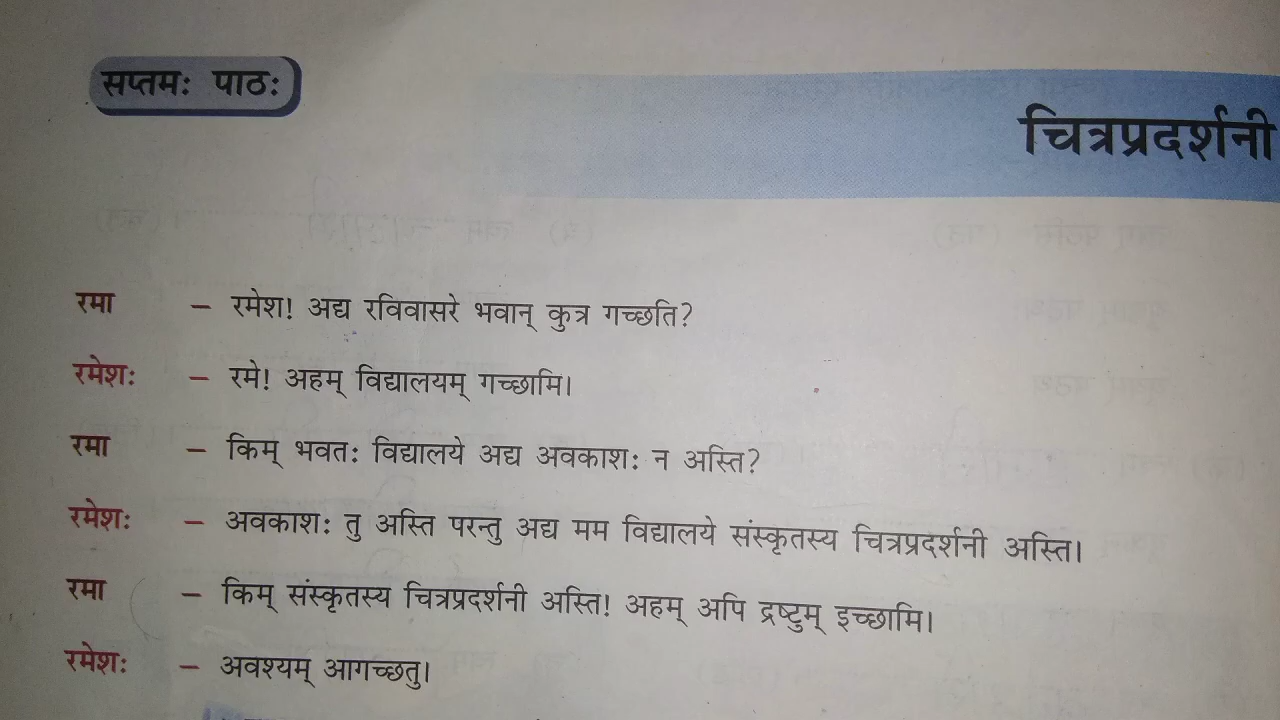 सप्तमः पाठः
चित्रप्रदर्शनी
रमा – रमेश! अद्य रविवासरे भवान् कुत्र गच्छति?
रमेशः – रमे! अहम् विद्यालयम् गच्छामि।
रमा – किम् भवतः विद्यालये अद्य अवकाशः न अस्ति?
रमेशः – अवकाशः तु अस्ति परन्तु अद्य मम विद्यालये संस्कृतस्य चित्रप्रदर्शनी अस्ति।
रमा – किम् संस्कृतस्य चित्रप्रदर्शनी अस्ति! अहम् अपि द्रष्टुम् इच्छामि।
रमेशः – अवश्यम् आगच्छतु।